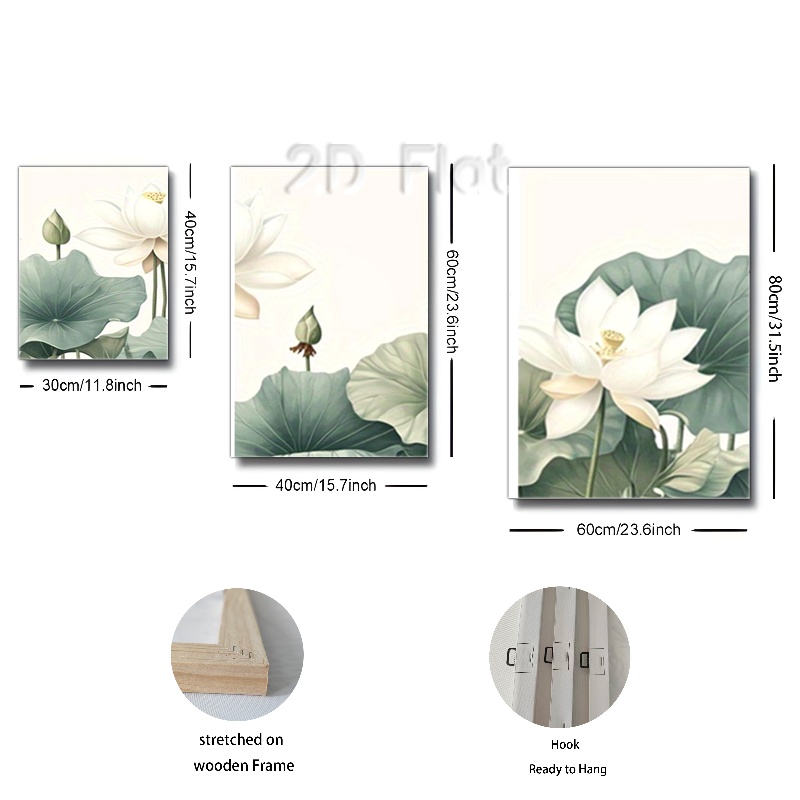 2D Flat
40cm/15.7inch
30cm/11.8inch
60cm/23.6inch
40cm/15.7inch
80cm/31.5inch
60cm/23.6inch
stretched on
wooden Frame
Hook
Ready to Hang